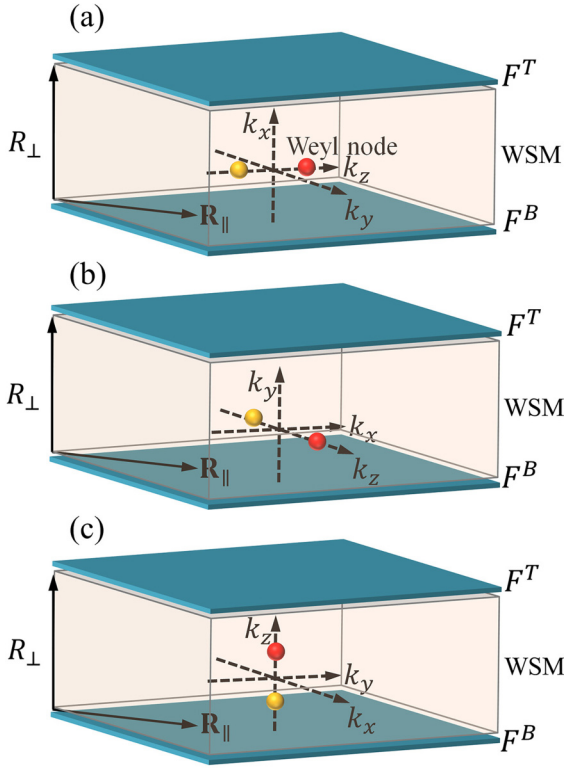 (a)
F^T
k_x
Weyl node
R_⊥
k_z
WSM
k_y
R_∥
F^B
(b)
F^T
k_y
R_⊥
k_x
WSM
k_z
R_∥
F^B
(c)
F^T
k_z
R_⊥
k_y
WSM
k_x
R_∥
F^B